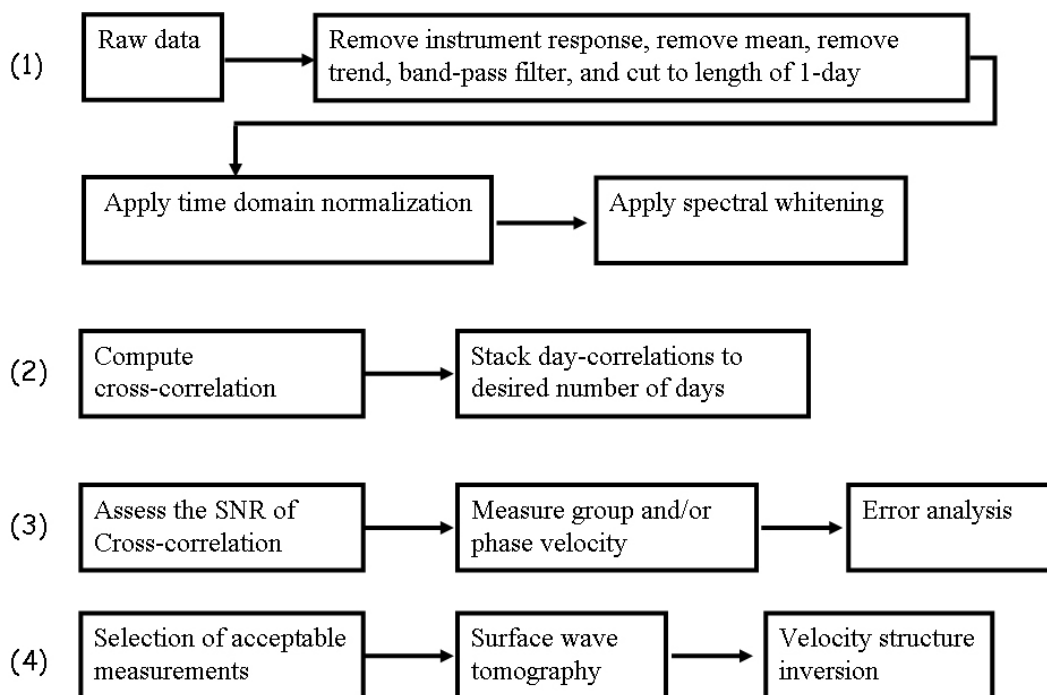 Raw data
Remove instrument response, remove mean, remove
(1)
trend, band-pass filter, and cut to length of 1-day
Apply time domain normalization
Apply spectral whitening
(2)
Compute
cross-correlation
Stack day-correlations to
desired number of days
(3)
Assess the SNR of
Cross-correlation
Measure group and/or
phase velocity
Error analysis
(4)
Selection of acceptable
measurements
Surface wave
tomography
Velocity structure
inversion